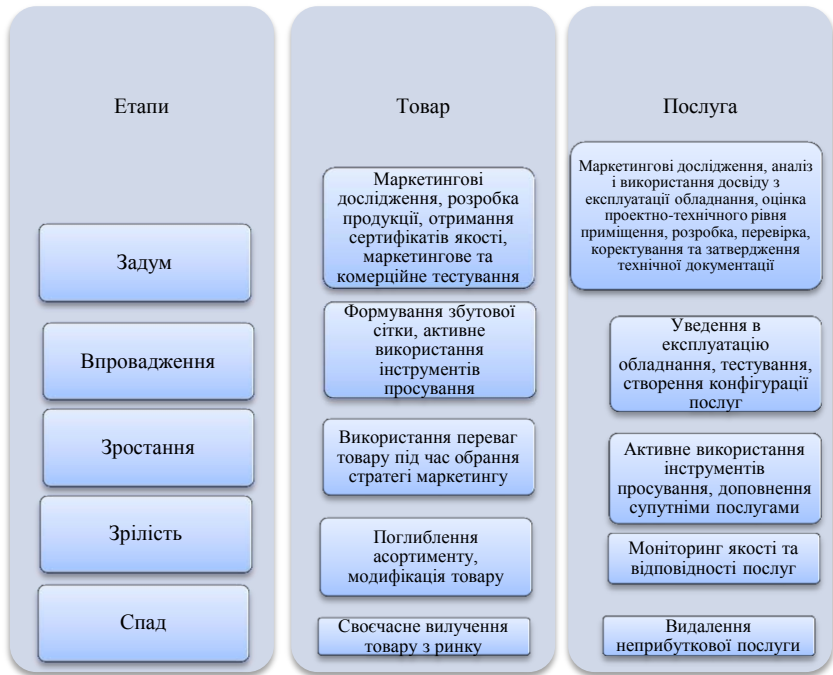 Етапи
Задум
Впровадження
Зростання
Зрілість
Спад
Товар
Маркетингові
дослідження, розробка
продукції, отримання
сертифікатів якості,
маркетингове та
комерційне тестування
Формування збутової
сітки, активне
використання
інструментів
просування
Використання переваг
товару під час обрання
стратегі маркетингу
Поглиблення
асортименту,
модифікація товару
Своєчасне вилучення
товару з ринку
Послуга
Маркетингові дослідження, аналіз
і використання досвіду з
експлуатації обладнання, оцінка
проектно-технічного рівня
приміщення, розробка, перевірка,
коректування та затвердження
технічної документації
Уведення в
експлуатацію
обладнання, тестування,
створення конфігурації
послуг
Активне використання
інструментів
просування, доповнення
супутніми послугами
Моніторинг якості та
відповідності послуг
Видалення
неприбуткової послуги